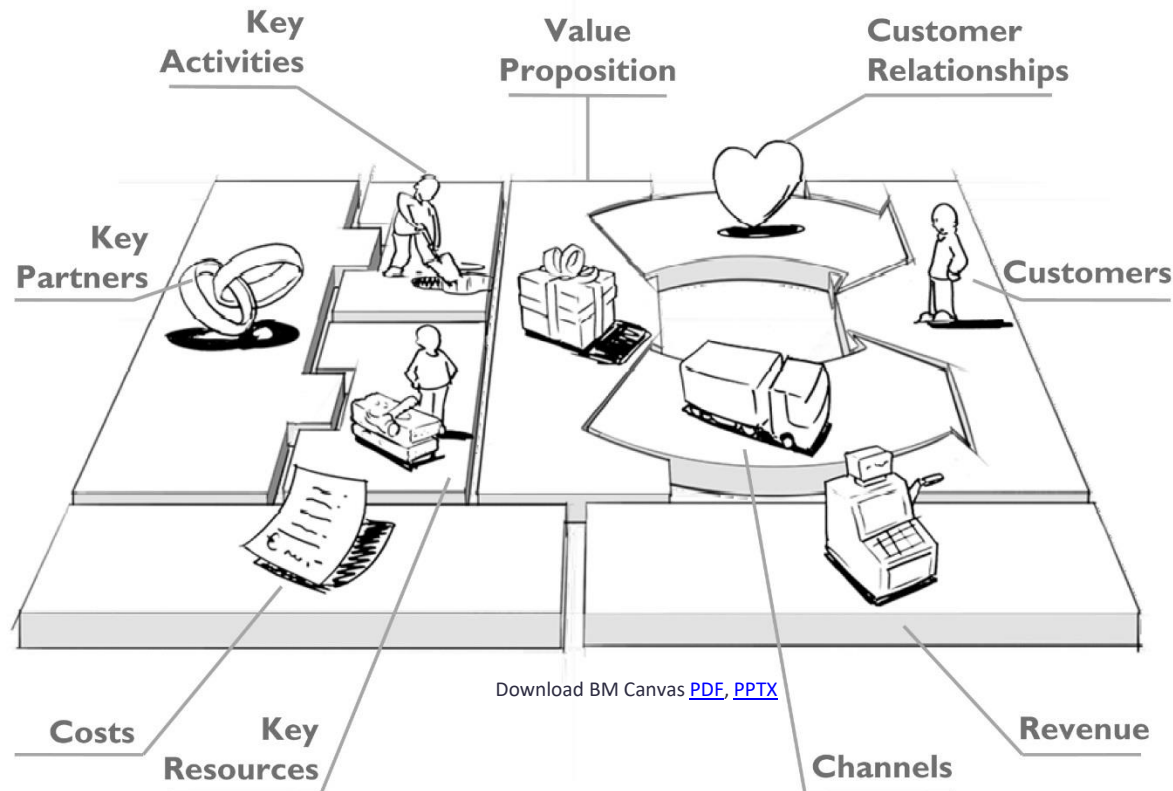 Key
Activities
Value
Proposition
Customer
Relationships
Key
Partners
Customers
€
Download BM Canvas PDF, PPTX
Costs
Key
Resources
Channels
Revenue